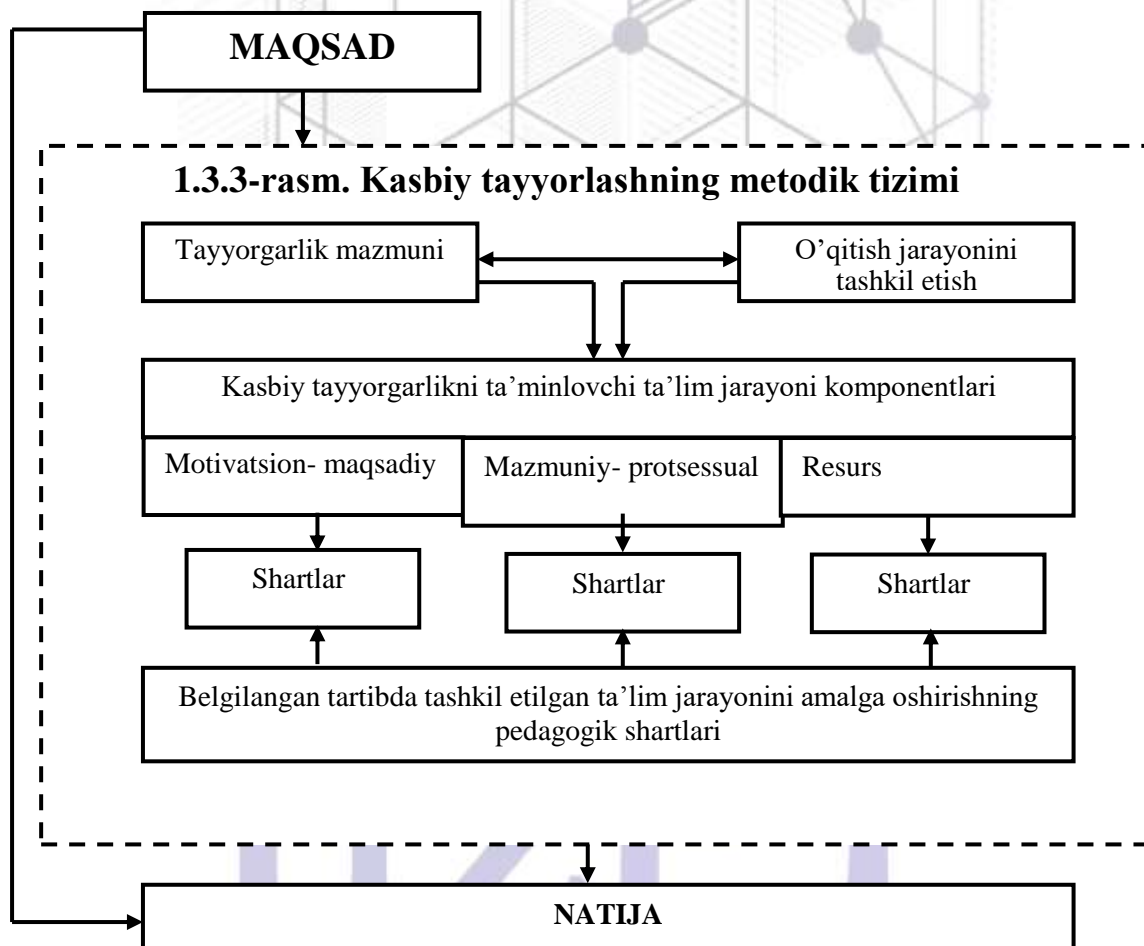 MAQSAD
1.3.3-rasm. Kasbiy tayyorlashning metodik tizimi
Tayyorgarlik mazmuni
O’qitish jarayonini
tashkil etish
Kasbiy tayyorgarlikni ta’minlovchi ta’lim jarayoni komponentlari
Motivatsion- maqsadiy
Mazmuniy- protsessual
Resurs
Shartlar
Shartlar
Shartlar
Belgilangan tartibda tashkil etilgan ta’lim jarayonini amalga oshirishning
pedagogik shartlari
NATIJA